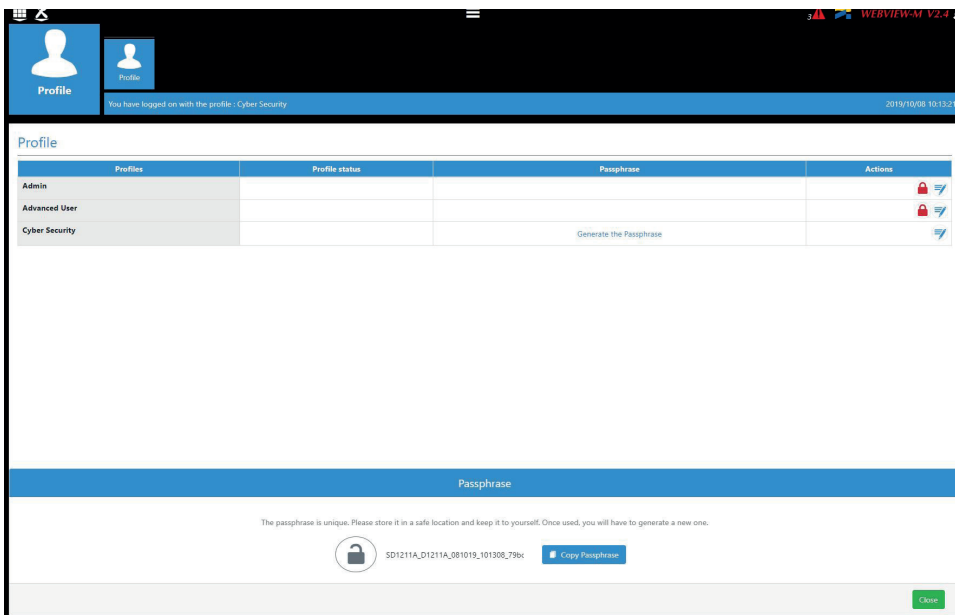 3 WEBVIEW-M V2.4
Profile
Profile
You have logged on with the profile : Cyber Security 2019/10/08 10:13:21
Profile
Profiles Profile status Passphrase Actions
Admin
Advanced User
Cyber Security Generate the Passphrase
Passphrase
The passphrase is unique. Please store it in a safe location and keep it to yourself. Once used, you will have to generate a new one.
SD1211A_D1211A_081019_101308_79bc Copy Passphrase
Close